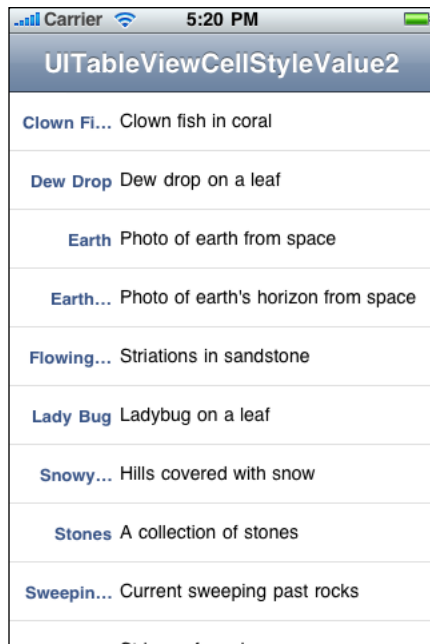 Carrier 5:20 PM
UITableViewCellStyleValue2
Clown Fi... Clown fish in coral
Dew Drop Dew drop on a leaf
Earth Photo of earth from space
Earth... Photo of earth's horizon from space
Flowing... Striations in sandstone
Lady Bug Ladybug on a leaf
Snowy... Hills covered with snow
Stones A collection of stones
Sweepin... Current sweeping past rocks